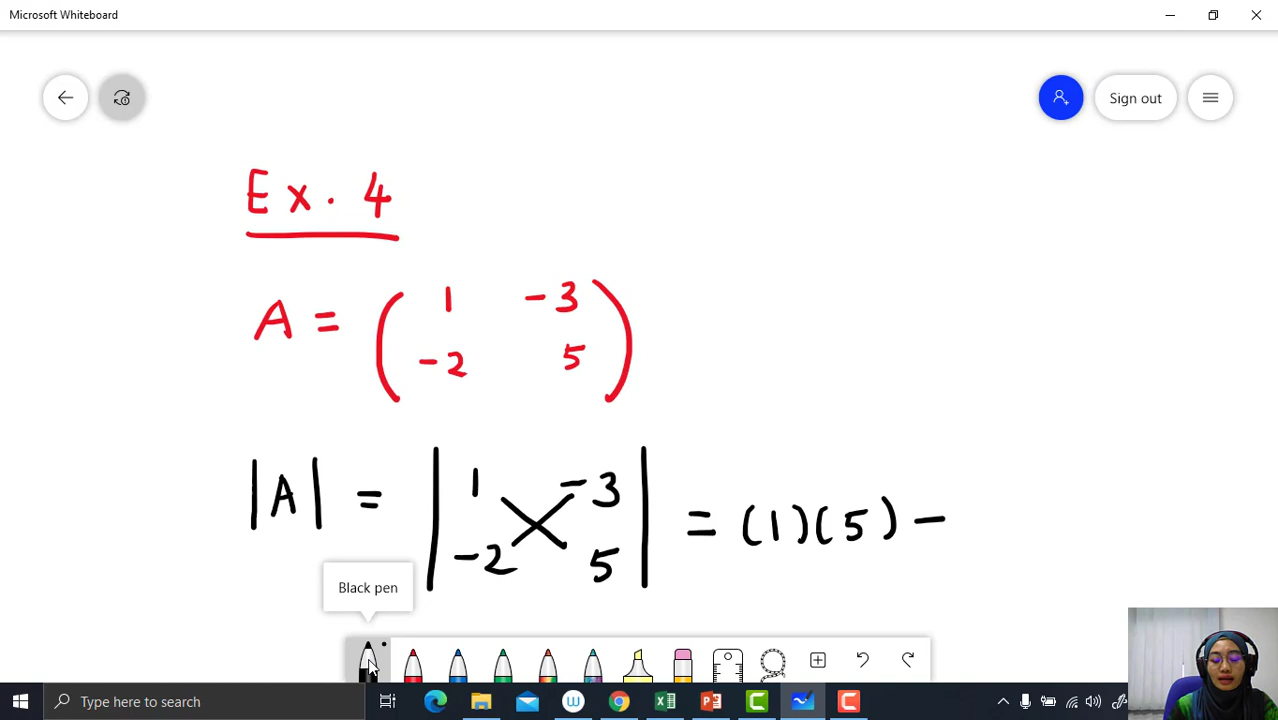 Microsoft Whiteboard
Sign out
Ex. 4
A = ( 1 -3
-2 5 )
|A| = | 1 -3
-2 5 | = (1)(5) -
Black pen
Type here to search